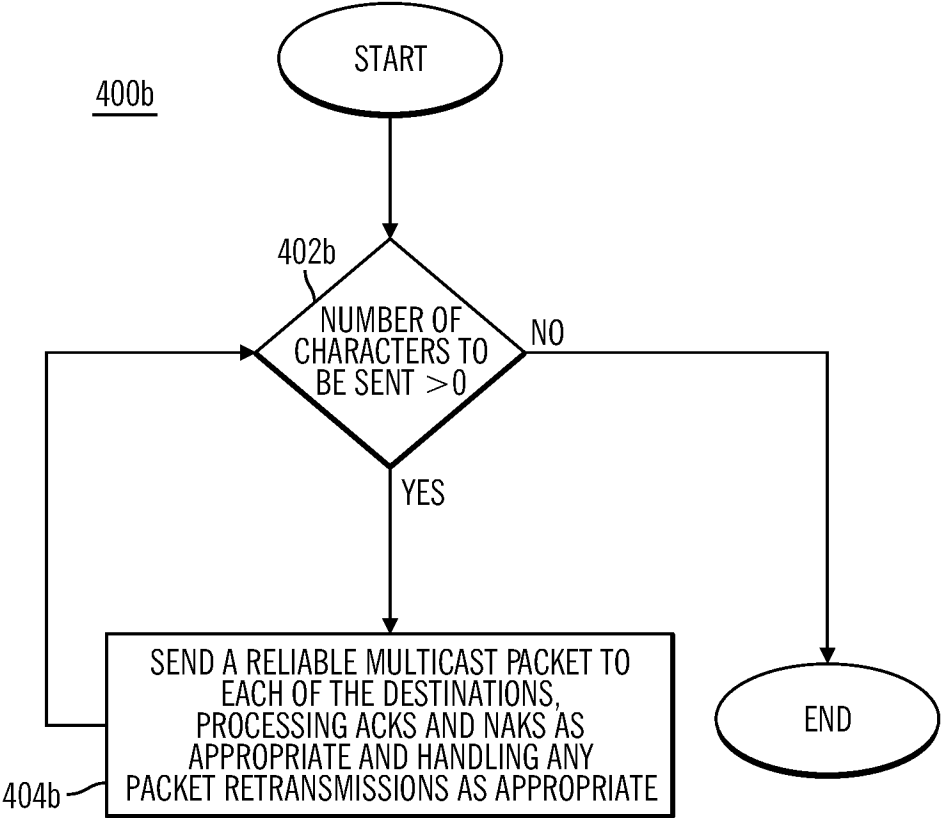 START
400b
402b
NUMBER OF
CHARACTERS TO
BE SENT >0
NO
YES
SEND A RELIABLE MULTICAST PACKET TO
EACH OF THE DESTINATIONS,
PROCESSING ACKS AND NAKS AS
APPROPRIATE AND HANDLING ANY
PACKET RETRANSMISSIONS AS APPROPRIATE
END
404b